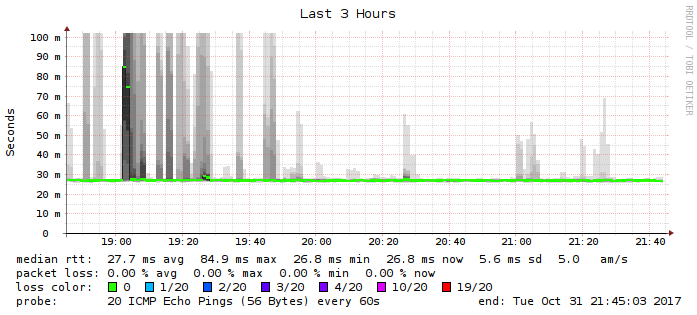 Last 3 Hours
RRDTOOL / TOBI OETIKER
Seconds
100 m
90 m
80 m
70 m
60 m
50 m
40 m
30 m
20 m
10 m
0
19:00 19:20 19:40 20:00 20:20 20:40 21:00 21:20 21:40
median rtt: 27.7 ms avg 84.9 ms max 26.8 ms min 26.8 ms now 5.6 ms sd 5.0 am/s
packet loss: 0.00 % avg 0.00 % max 0.00 % min 0.00 % now
loss color: 0 1/20 2/20 3/20 4/20 10/20 19/20
probe: 20 ICMP Echo Pings (56 Bytes) every 60s end: Tue Oct 31 21:45:03 2017